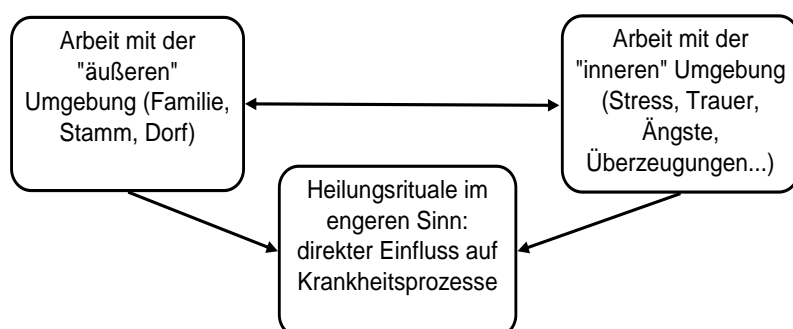 Arbeit mit der
"äußeren"
Umgebung (Familie,
Stamm, Dorf)
Arbeit mit der
"inneren" Umgebung
(Stress, Trauer,
Ängste,
Überzeugungen...)
Heilungsrituale im
engeren Sinn:
direkter Einfluss auf
Krankheitsprozesse